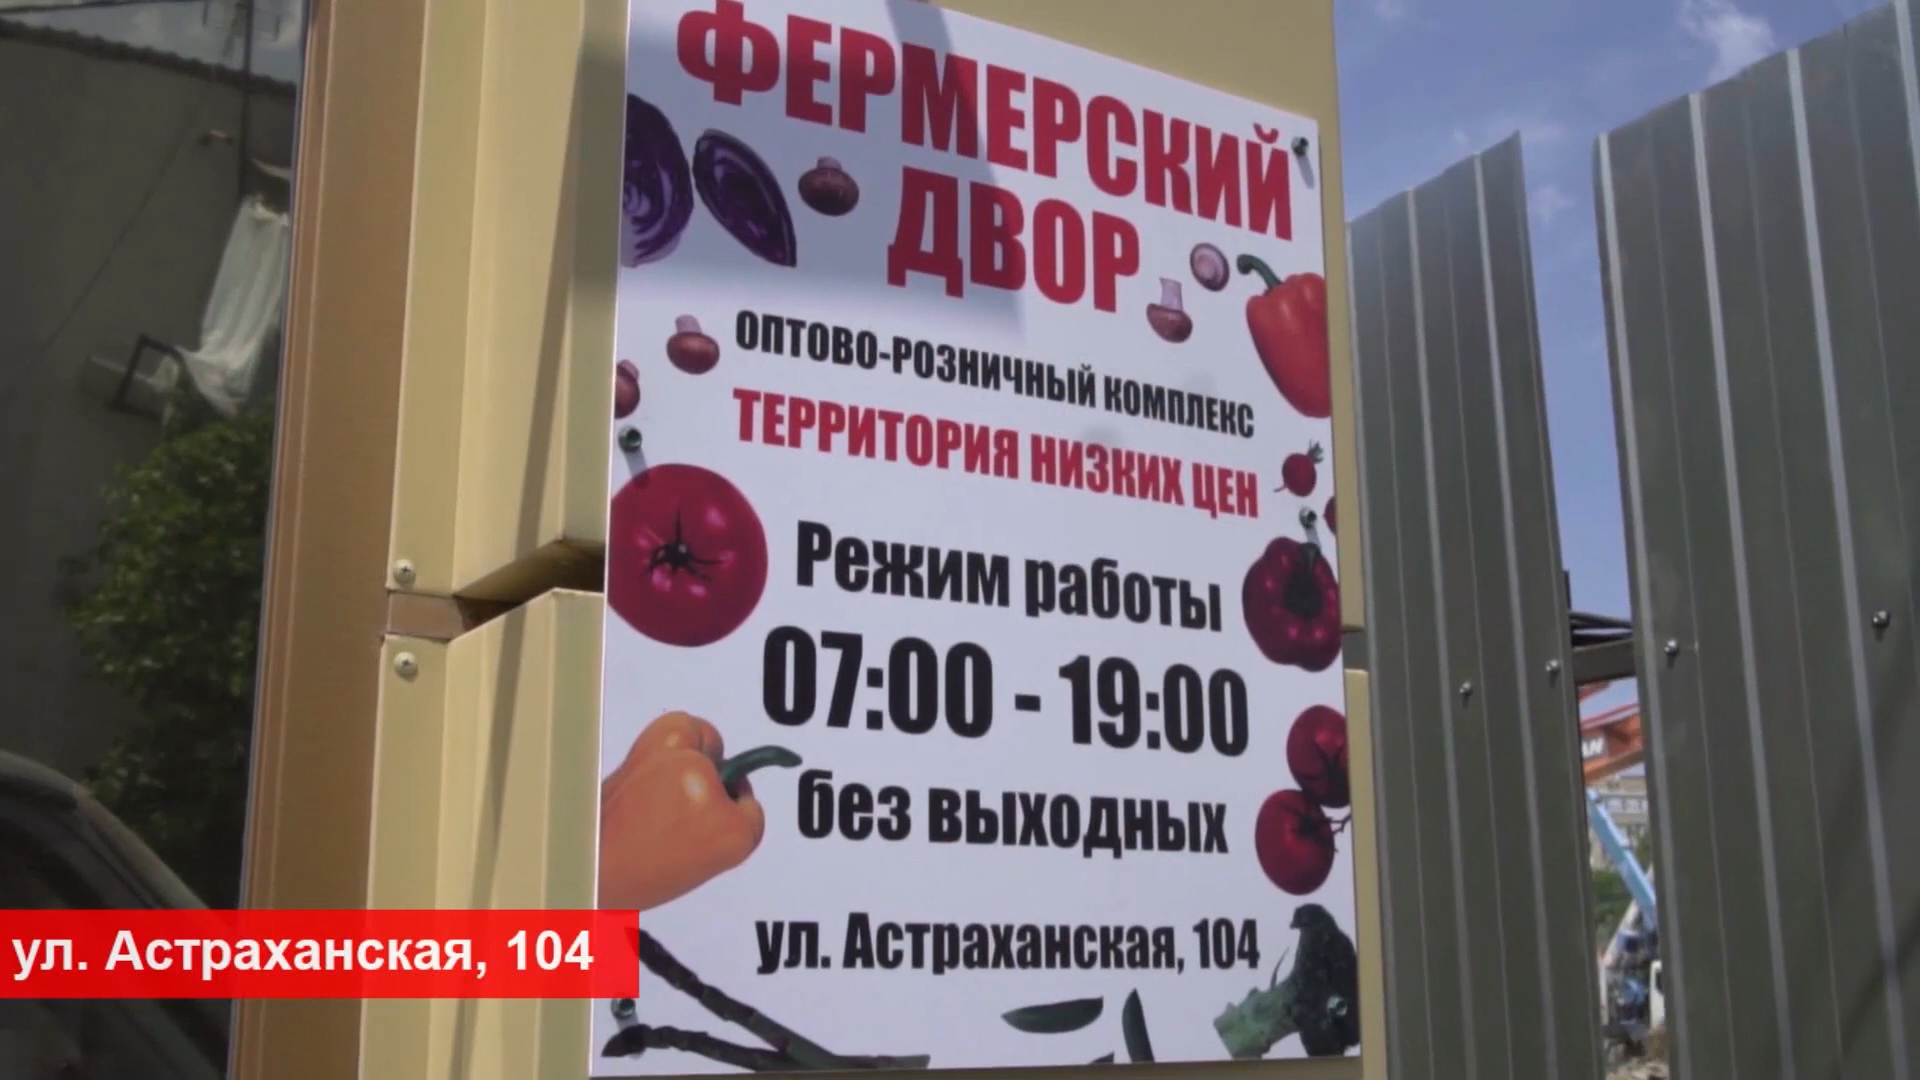 ФЕРМЕРСКИЙ
ДВОР
ОПТОВО-РОЗНИЧНЫЙ КОМПЛЕКС
ТЕРРИТОРИЯ НИЗКИХ ЦЕН
Режим работы
07:00 - 19:00
без выходных
ул. Астраханская, 104
ул. Астраханская, 104